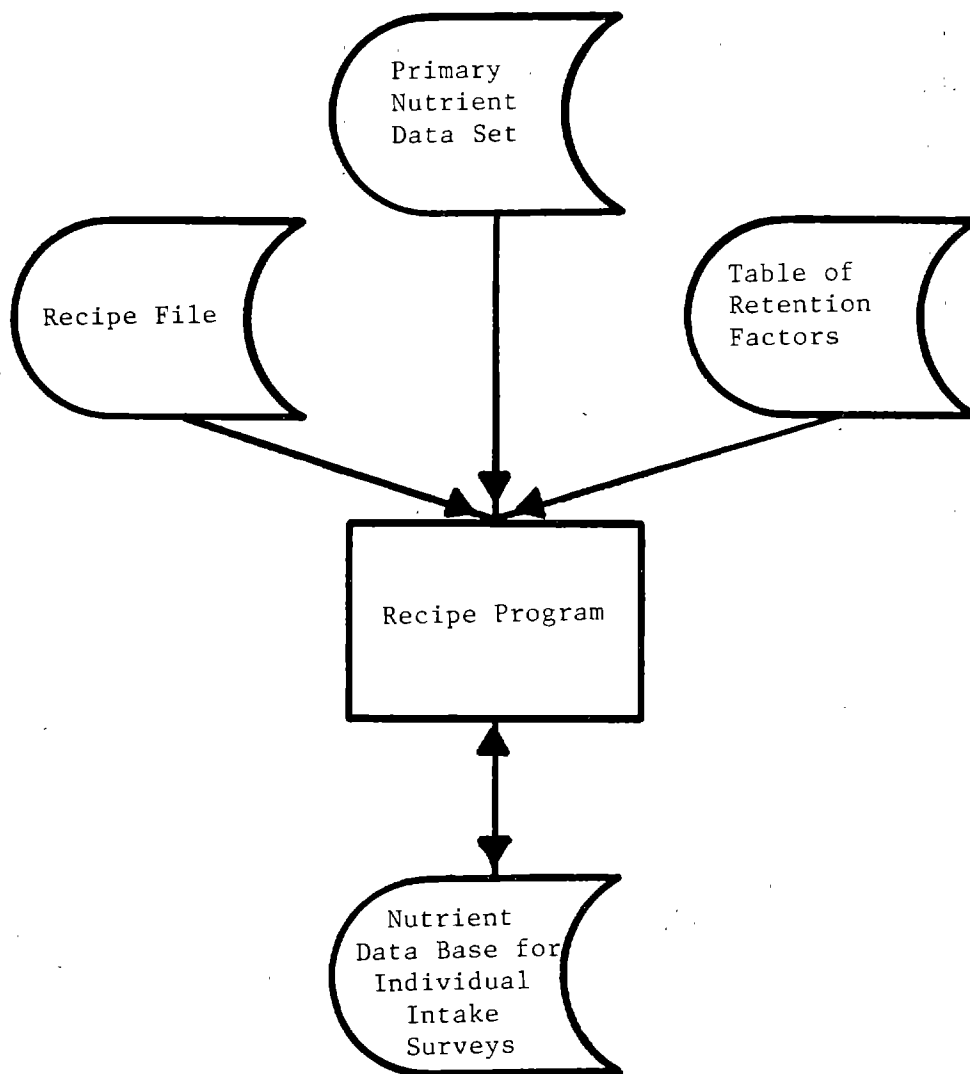 Primary
Nutrient
Data Set
Recipe File
Table of
Retention
Factors
Recipe Program
Nutrient
Data Base for
Individual
Intake
Surveys